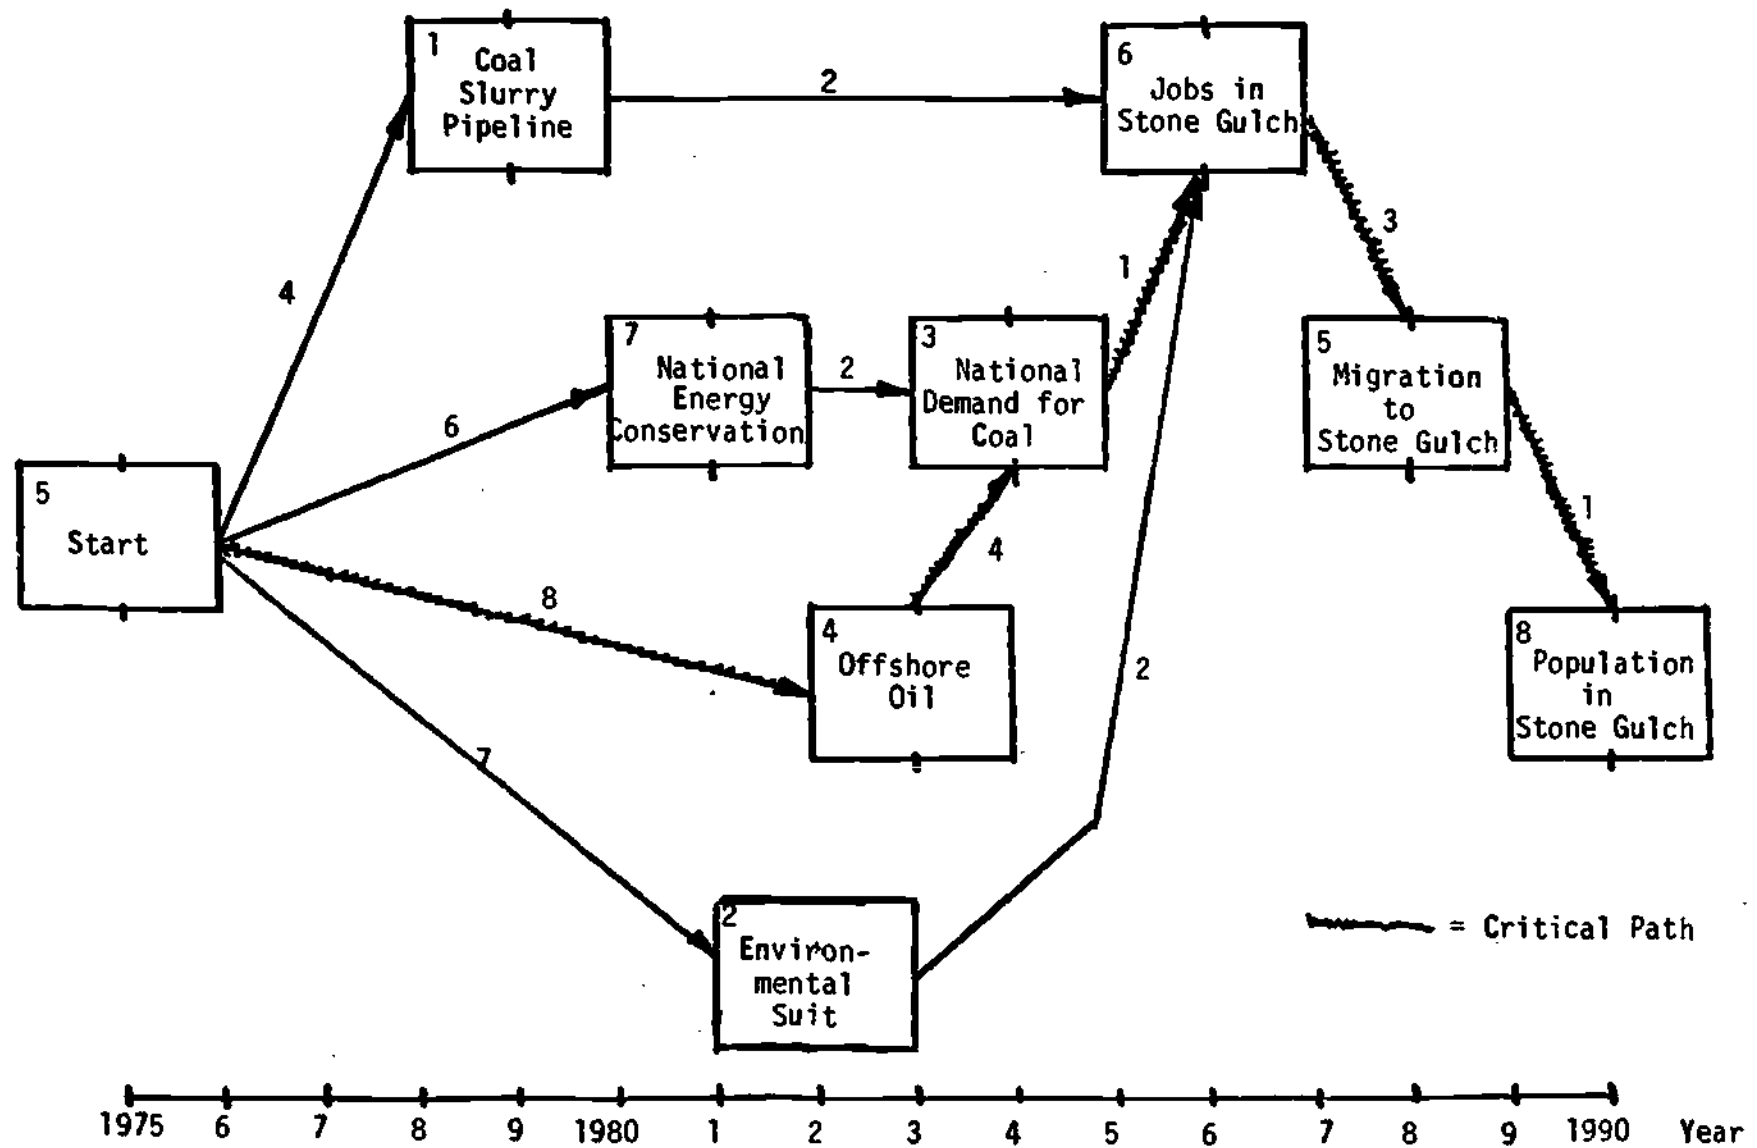 1
Coal
Slurry
Pipeline
2
6
Jobs in
Stone Gulch
4
3
1
7
National
Energy
Conservation
2
3
National
Demand for
Coal
5
Migration
to
Stone Gulch
6
5
Start
8
4
1
4
Offshore
Oil
2
8
Population
in
Stone Gulch
7
2
Environ-
mental
Suit
= Critical Path
1975 6 7 8 9 1980 1 2 3 4 5 6 7 8 9 1990 Year